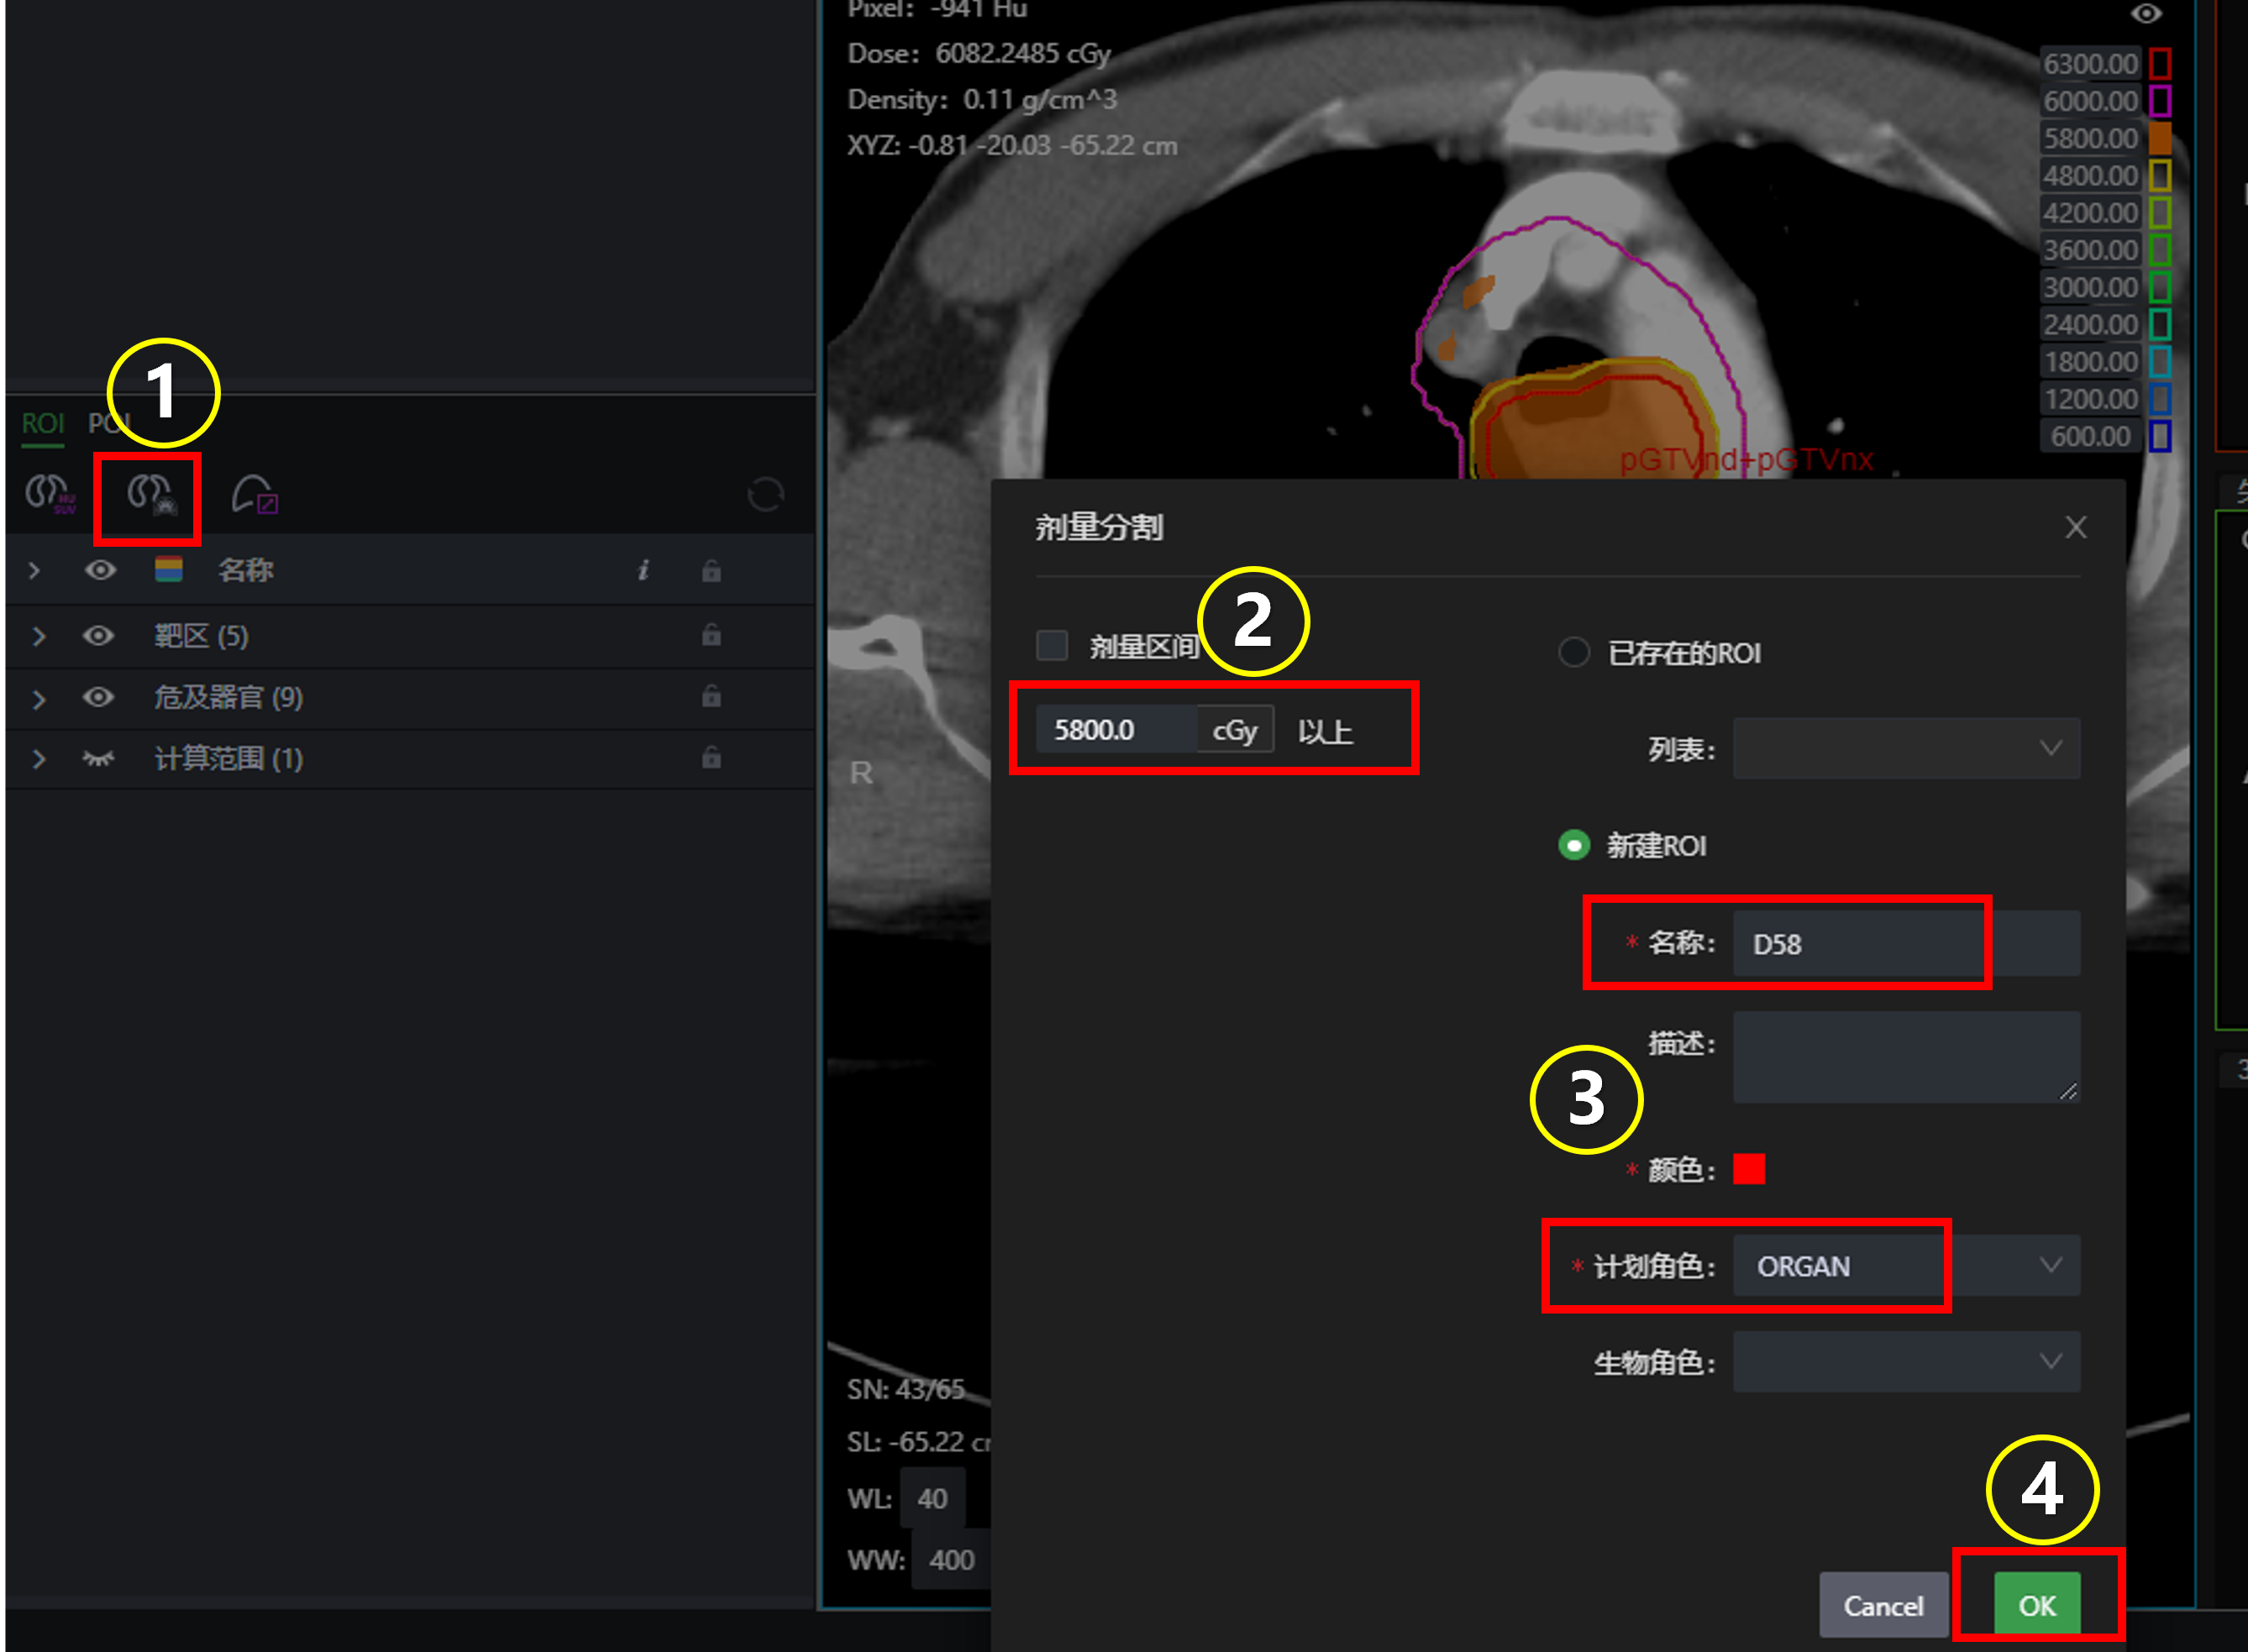 Pixel: -941 Hu
Dose: 6082.2485 cGy
Density: 0.11 g/cm^3
XYZ: -0.81 -20.03 -65.22 cm
6300.00
6000.00
5800.00
4800.00
4200.00
3600.00
3000.00
2400.00
1800.00
1200.00
600.00
pGTVnd+pGTVnx
1
ROI POI
HU
SUV
名称 i
靶区 (5)
危及器官 (9)
计算范围 (1)
R
剂量分割 X
2
剂量区间
5800.0 cGy 以上
已存在的ROI
列表:
新建ROI
* 名称: D58
描述:
3
* 颜色:
* 计划角色: ORGAN
生物角色:
4
Cancel OK
SN: 43/65
SL: -65.22
WL: 40
WW: 400